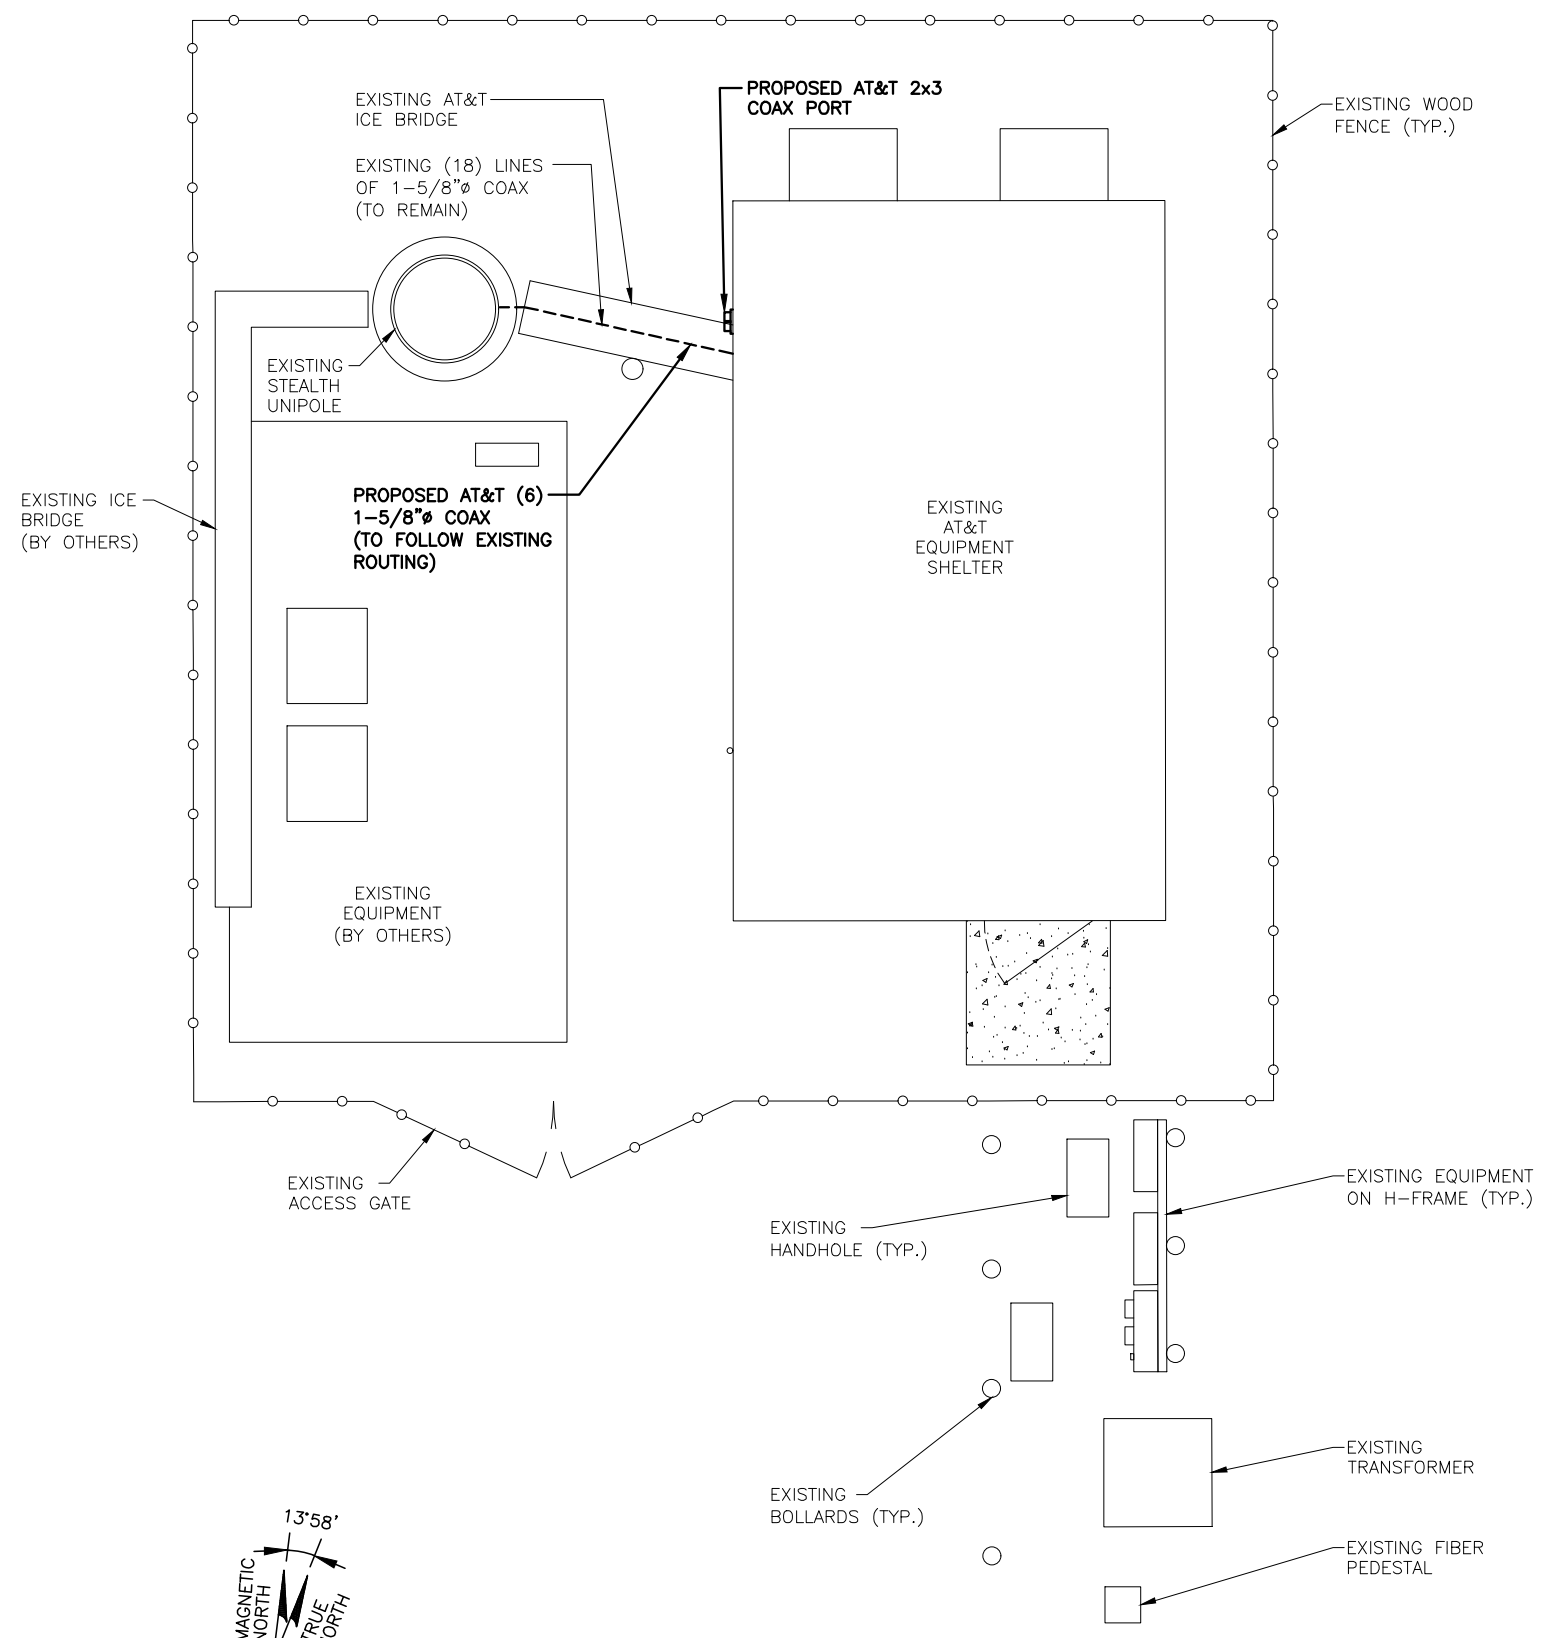 EXISTING AT&T
ICE BRIDGE
PROPOSED AT&T 2x3
COAX PORT
EXISTING WOOD
FENCE (TYP.)
EXISTING (18) LINES
OF 1-5/8"ø COAX
(TO REMAIN)
EXISTING
STEALTH
UNIPOLE
EXISTING ICE
BRIDGE
(BY OTHERS)
PROPOSED AT&T (6)
1-5/8"ø COAX
(TO FOLLOW EXISTING
ROUTING)
EXISTING
AT&T
EQUIPMENT
SHELTER
EXISTING
EQUIPMENT
(BY OTHERS)
EXISTING
ACCESS GATE
EXISTING EQUIPMENT
ON H-FRAME (TYP.)
EXISTING
HANDHOLE (TYP.)
EXISTING
TRANSFORMER
EXISTING
BOLLARDS (TYP.)
EXISTING FIBER
PEDESTAL
13°58'
MAGNETIC
NORTH
TRUE